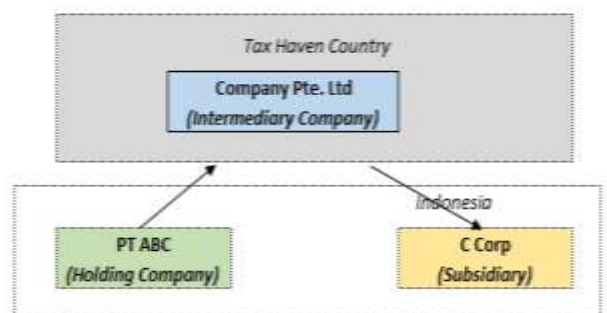 Tax Haven Country
Company Pte. Ltd
(Intermediary Company)
Indonesia
PT ABC
(Holding Company)
C Corp
(Subsidiary)